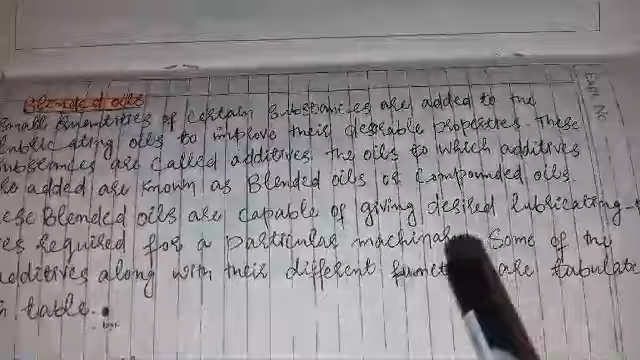 Blended oils
Small Quantities of certain Substances are added to the
lubricating oils to improve their desirable properties. These
substances are called additives. The oils to which additives
are added are known as Blended oils or Compounded oils.
These Blended oils are capable of giving desired lubricating
required for a particular machinary. Some of the
additives along with their different are tabulate
table.